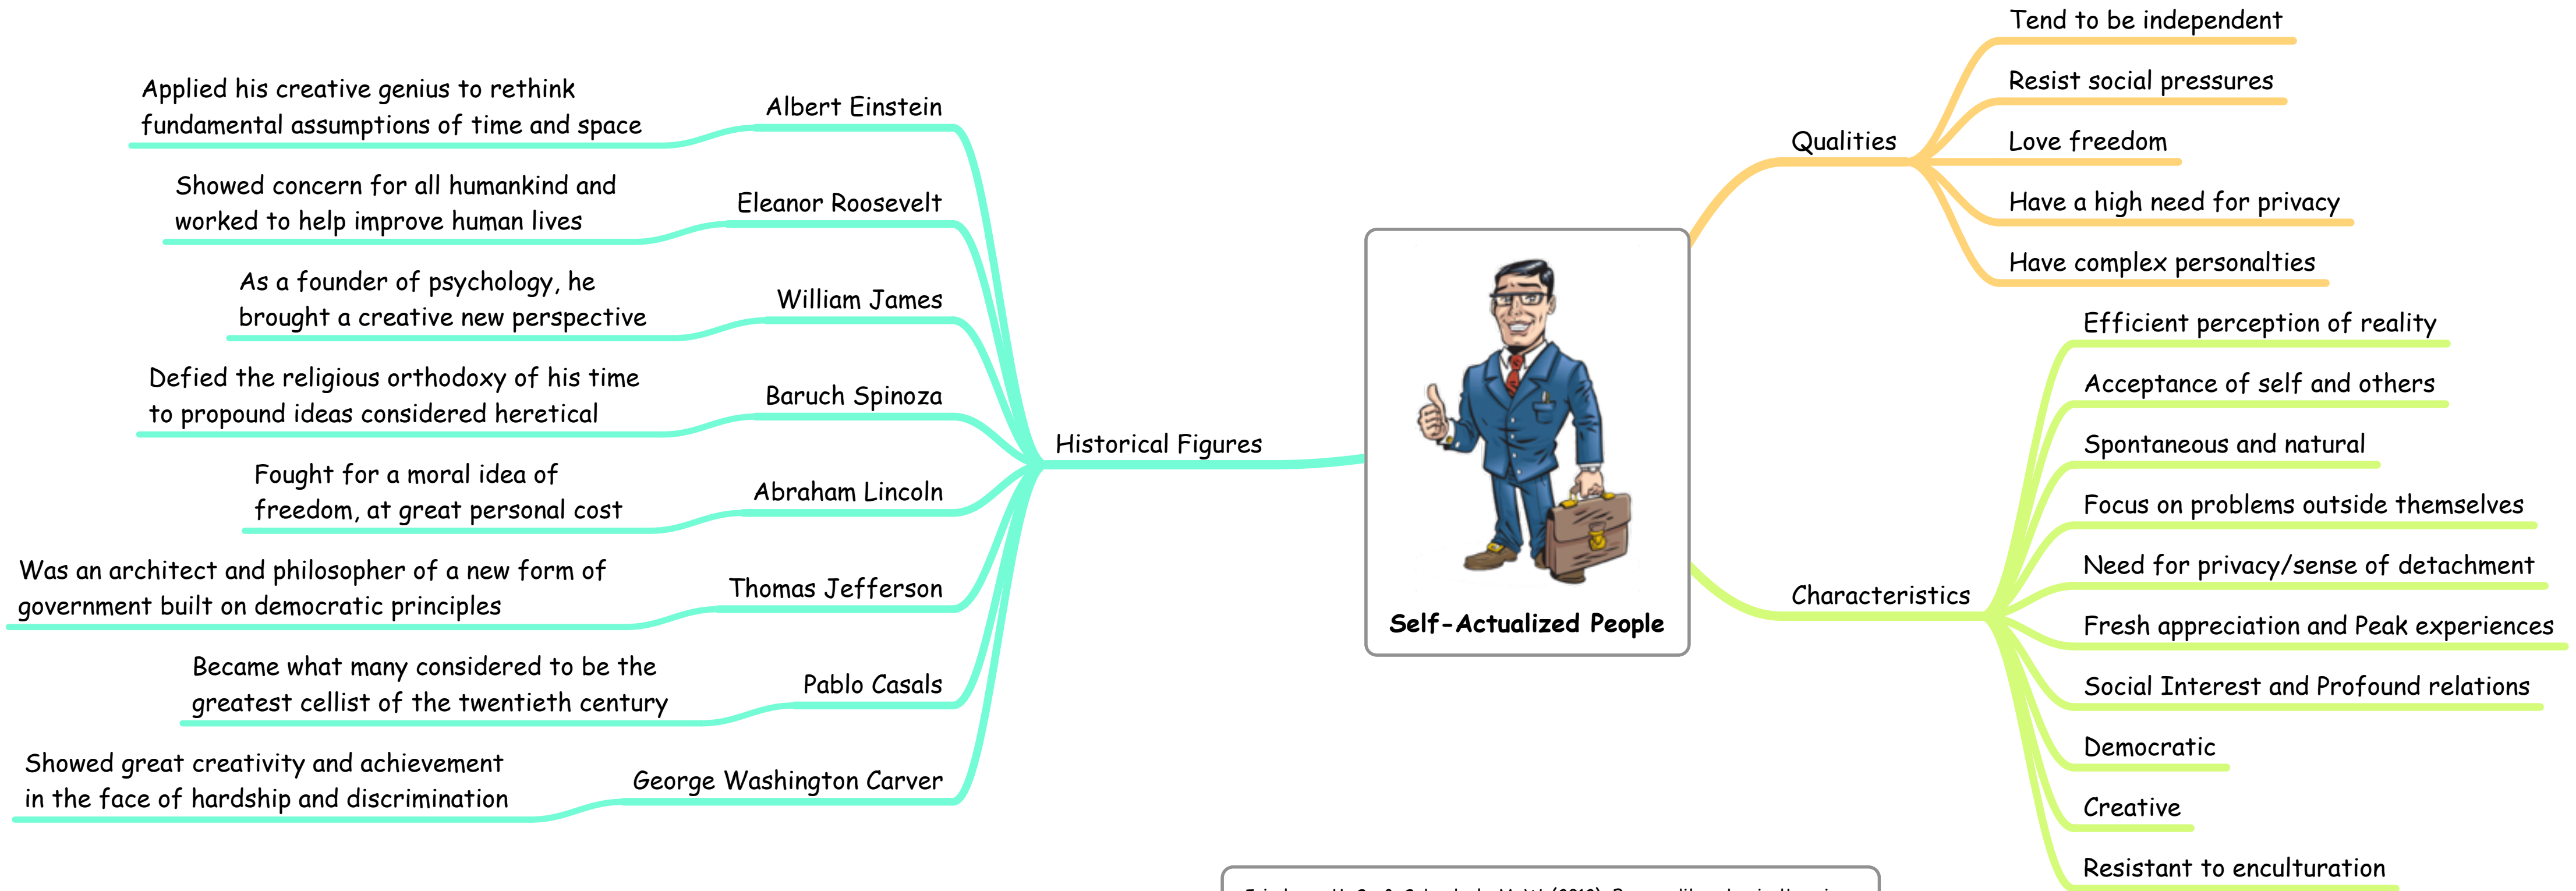 Applied his creative genius to rethink
fundamental assumptions of time and space
Albert Einstein
Showed concern for all humankind and
worked to help improve human lives
Eleanor Roosevelt
As a founder of psychology, he
brought a creative new perspective
William James
Defied the religious orthodoxy of his time
to propound ideas considered heretical
Baruch Spinoza
Fought for a moral idea of
freedom, at great personal cost
Abraham Lincoln
Was an architect and philosopher of a new form of
government built on democratic principles
Thomas Jefferson
Became what many considered to be the
greatest cellist of the twentieth century
Pablo Casals
Showed great creativity and achievement
in the face of hardship and discrimination
George Washington Carver
Historical Figures
Self-Actualized People
Qualities
Tend to be independent
Resist social pressures
Love freedom
Have a high need for privacy
Have complex personalties
Characteristics
Efficient perception of reality
Acceptance of self and others
Spontaneous and natural
Focus on problems outside themselves
Need for privacy/sense of detachment
Fresh appreciation and Peak experiences
Social Interest and Profound relations
Democratic
Creative
Resistant to enculturation